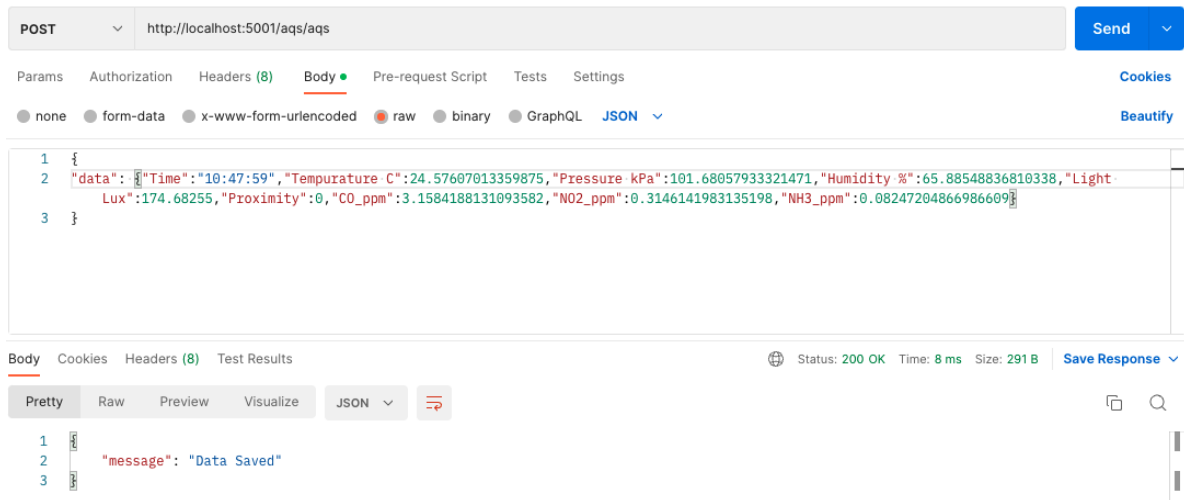 POST http://localhost:5001/aqs/aqs Send
Params Authorization Headers (8) Body Pre-request Script Tests Settings Cookies
none form-data x-www-form-urlencoded raw binary GraphQL JSON Beautify
1 {
2 "data": {"Time":"10:47:59","Tempurature C":24.57607013359875,"Pressure kPa":101.68057933321471,"Humidity %":65.88548836810338,"Light
Lux":174.68255,"Proximity":0,"CO_ppm":3.1584188131093582,"NO2_ppm":0.3146141983135198,"NH3_ppm":0.08247204866986609}
3 }
Body Cookies Headers (8) Test Results Status: 200 OK Time: 8 ms Size: 291 B Save Response
Pretty Raw Preview Visualize JSON
1 {
2 "message": "Data Saved"
3 }